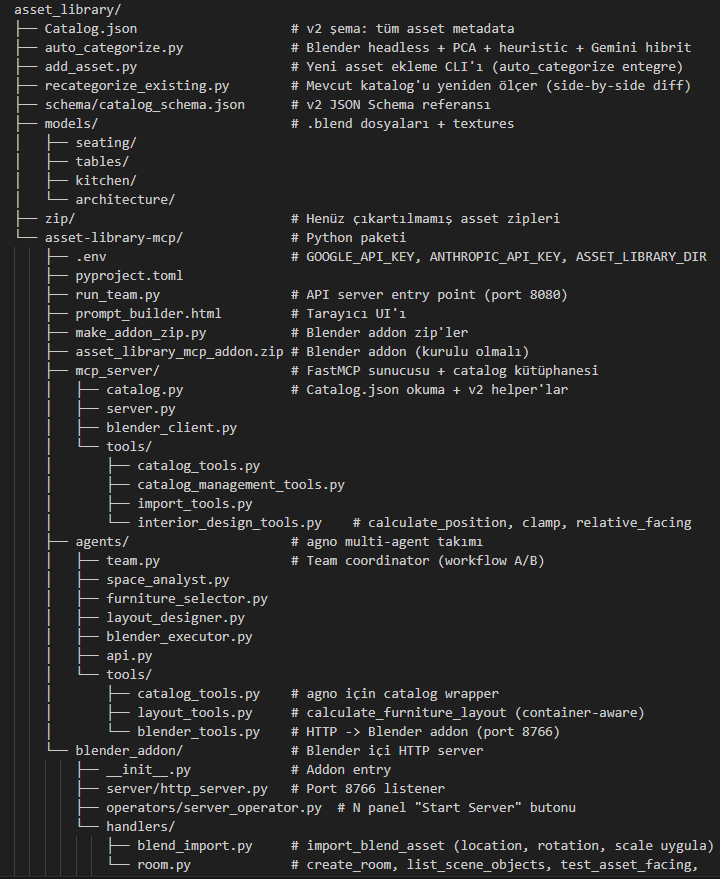 asset_library/
├── Catalog.json                    # v2 şema: tüm asset metadata
├── auto_categorize.py              # Blender headless + PCA + heuristic + Gemini hibrit
├── add_asset.py                    # Yeni asset ekleme CLI'ı (auto_categorize entegre)
├── recategorize_existing.py        # Mevcut katalog'u yeniden ölçer (side-by-side diff)
├── schema/catalog_schema.json      # v2 JSON Schema referansı
├── models/                         # .blend dosyaları + textures
│   ├── seating/
│   ├── tables/
│   ├── kitchen/
│   └── architecture/
├── zip/                            # Henüz çıkartılmamış asset zipleri
└── asset-library-mcp/              # Python paketi
    ├── .env                        # GOOGLE_API_KEY, ANTHROPIC_API_KEY, ASSET_LIBRARY_DIR
    ├── pyproject.toml
    ├── run_team.py                 # API server entry point (port 8080)
    ├── prompt_builder.html         # Tarayıcı UI'ı
    ├── make_addon_zip.py           # Blender addon zip'ler
    ├── asset_library_mcp_addon.zip # Blender addon (kurulu olmalı)
    ├── mcp_server/                 # FastMCP sunucusu + catalog kütüphanesi
    │   ├── catalog.py              # Catalog.json okuma + v2 helper'lar
    │   ├── server.py
    │   ├── blender_client.py
    │   └── tools/
    │       ├── catalog_tools.py
    │       ├── catalog_management_tools.py
    │       ├── import_tools.py
    │       └── interior_design_tools.py    # calculate_position, clamp, relative_facing
    ├── agents/                     # agno multi-agent takımı
    │   ├── team.py                 # Team coordinator (workflow A/B)
    │   ├── space_analyst.py
    │   ├── furniture_selector.py
    │   ├── layout_designer.py
    │   ├── blender_executor.py
    │   ├── api.py
    │   └── tools/
    │       ├── catalog_tools.py    # agno için catalog wrapper
    │       ├── layout_tools.py     # calculate_furniture_layout (container-aware)
    │       └── blender_tools.py    # HTTP -> Blender addon (port 8766)
    └── blender_addon/              # Blender içi HTTP server
        ├── __init__.py             # Addon entry
        ├── server/http_server.py   # Port 8766 listener
        ├── operators/server_operator.py  # N panel "Start Server" butonu
        └── handlers/
            ├── blend_import.py     # import_blend_asset (location, rotation, scale uygula)
            └── room.py             # create_room, list_scene_objects, test_asset_facing,